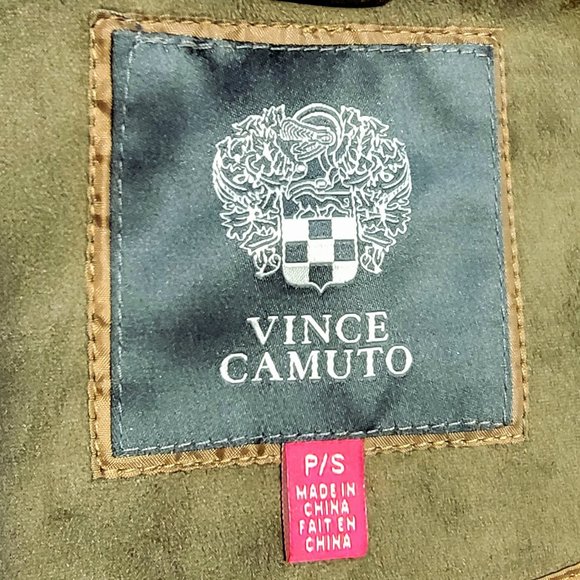 VINCE
CAMUTO
P/S
MADE IN
CHINA
FAIT EN
CHINA